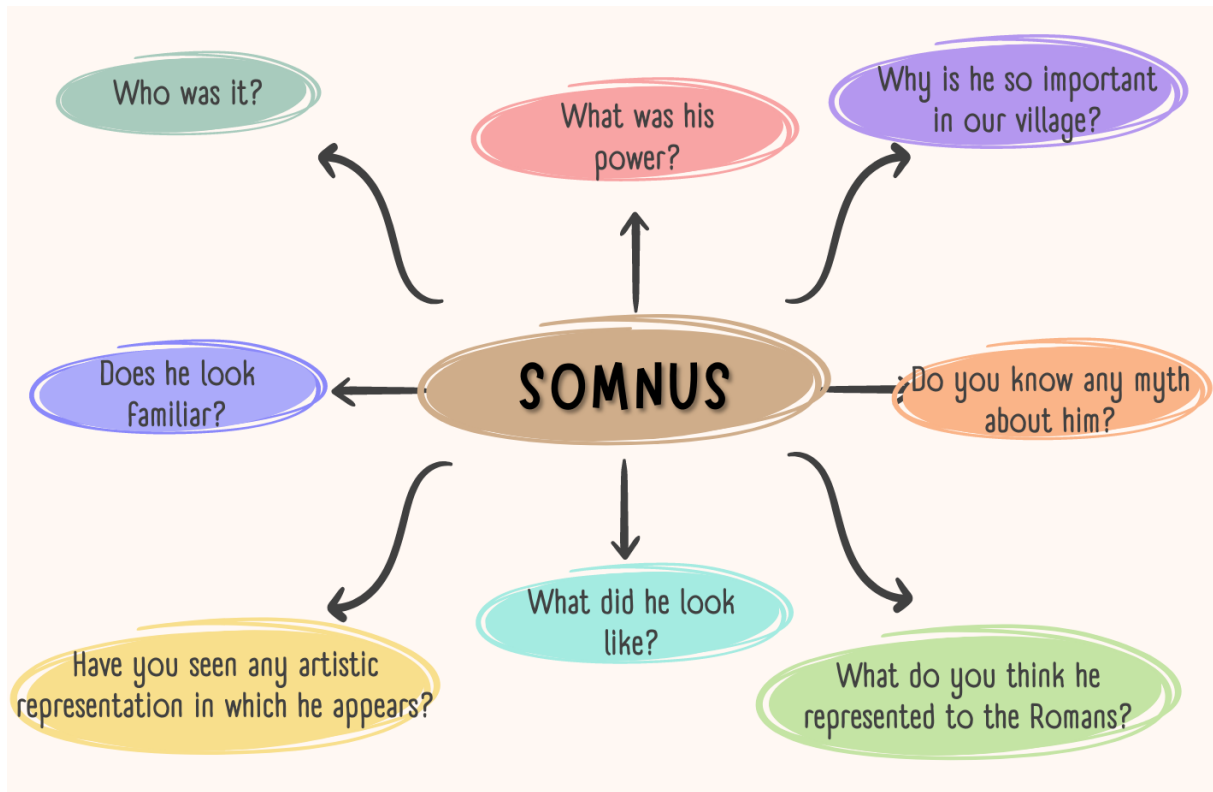 Who was it?
What was his
power?
Why is he so important
in our village?
Does he look
familiar?
SOMNUS
Do you know any myth
about him?
Have you seen any artistic
representation in which he appears?
What did he look
like?
What do you think he
represented to the Romans?